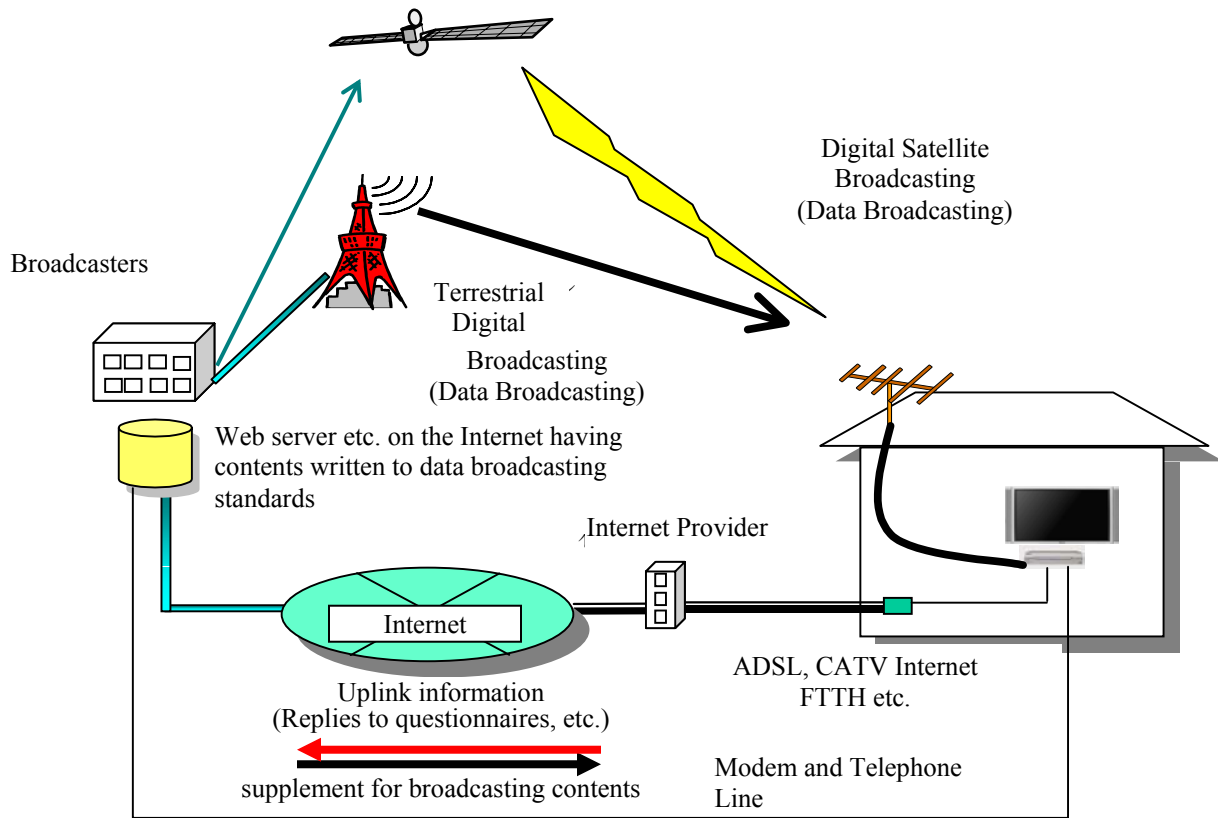 Digital Satellite
Broadcasting
(Data Broadcasting)
Broadcasters
Terrestrial
Digital
Broadcasting
(Data Broadcasting)
Web server etc. on the Internet having
contents written to data broadcasting
standards
Internet Provider
Internet
ADSL, CATV Internet
FTTH etc.
Uplink information
(Replies to questionnaires, etc.)
supplement for broadcasting contents
Modem and Telephone
Line